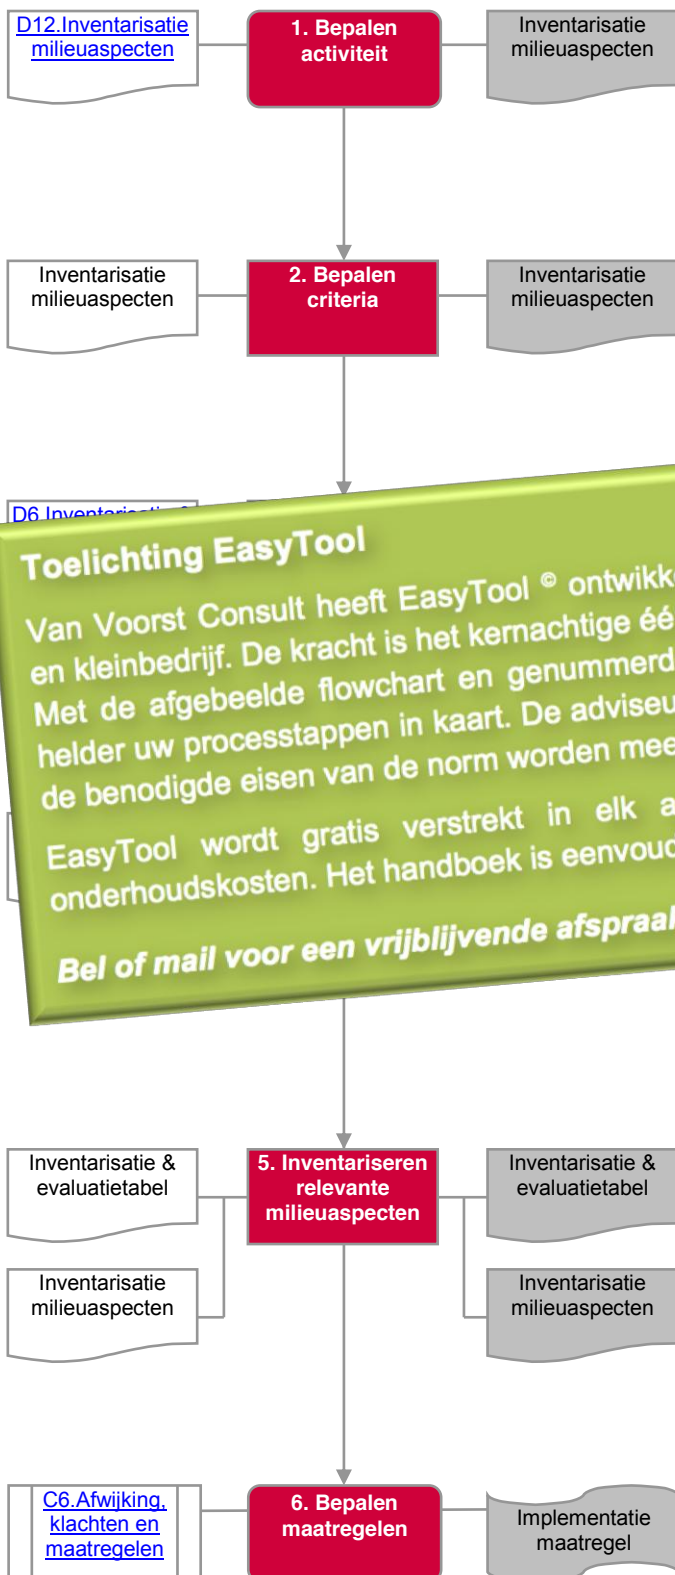 D12.Inventarisatie
milieuaspecten
1. Bepalen
activiteit
Inventarisatie
milieuaspecten
Inventarisatie
milieuaspecten
2. Bepalen
criteria
Inventarisatie
milieuaspecten
D6.Inventarisatie &
Toelichting EasyTool
Van Voorst Consult heeft EasyTool © ontwikke
en kleinbedrijf. De kracht is het kernachtige éé
Met de afgebeelde flowchart en genummerd
helder uw processtappen in kaart. De adviseu
de benodigde eisen van de norm worden mee
EasyTool wordt gratis verstrekt in elk a
onderhoudskosten. Het handboek is eenvoud
Bel of mail voor een vrijblijvende afspraak
Inventarisatie &
evaluatietabel
5. Inventariseren
relevante
milieuaspecten
Inventarisatie &
evaluatietabel
Inventarisatie
milieuaspecten
Inventarisatie
milieuaspecten
C6.Afwijking,
klachten en
maatregelen
6. Bepalen
maatregelen
Implementatie
maatregel